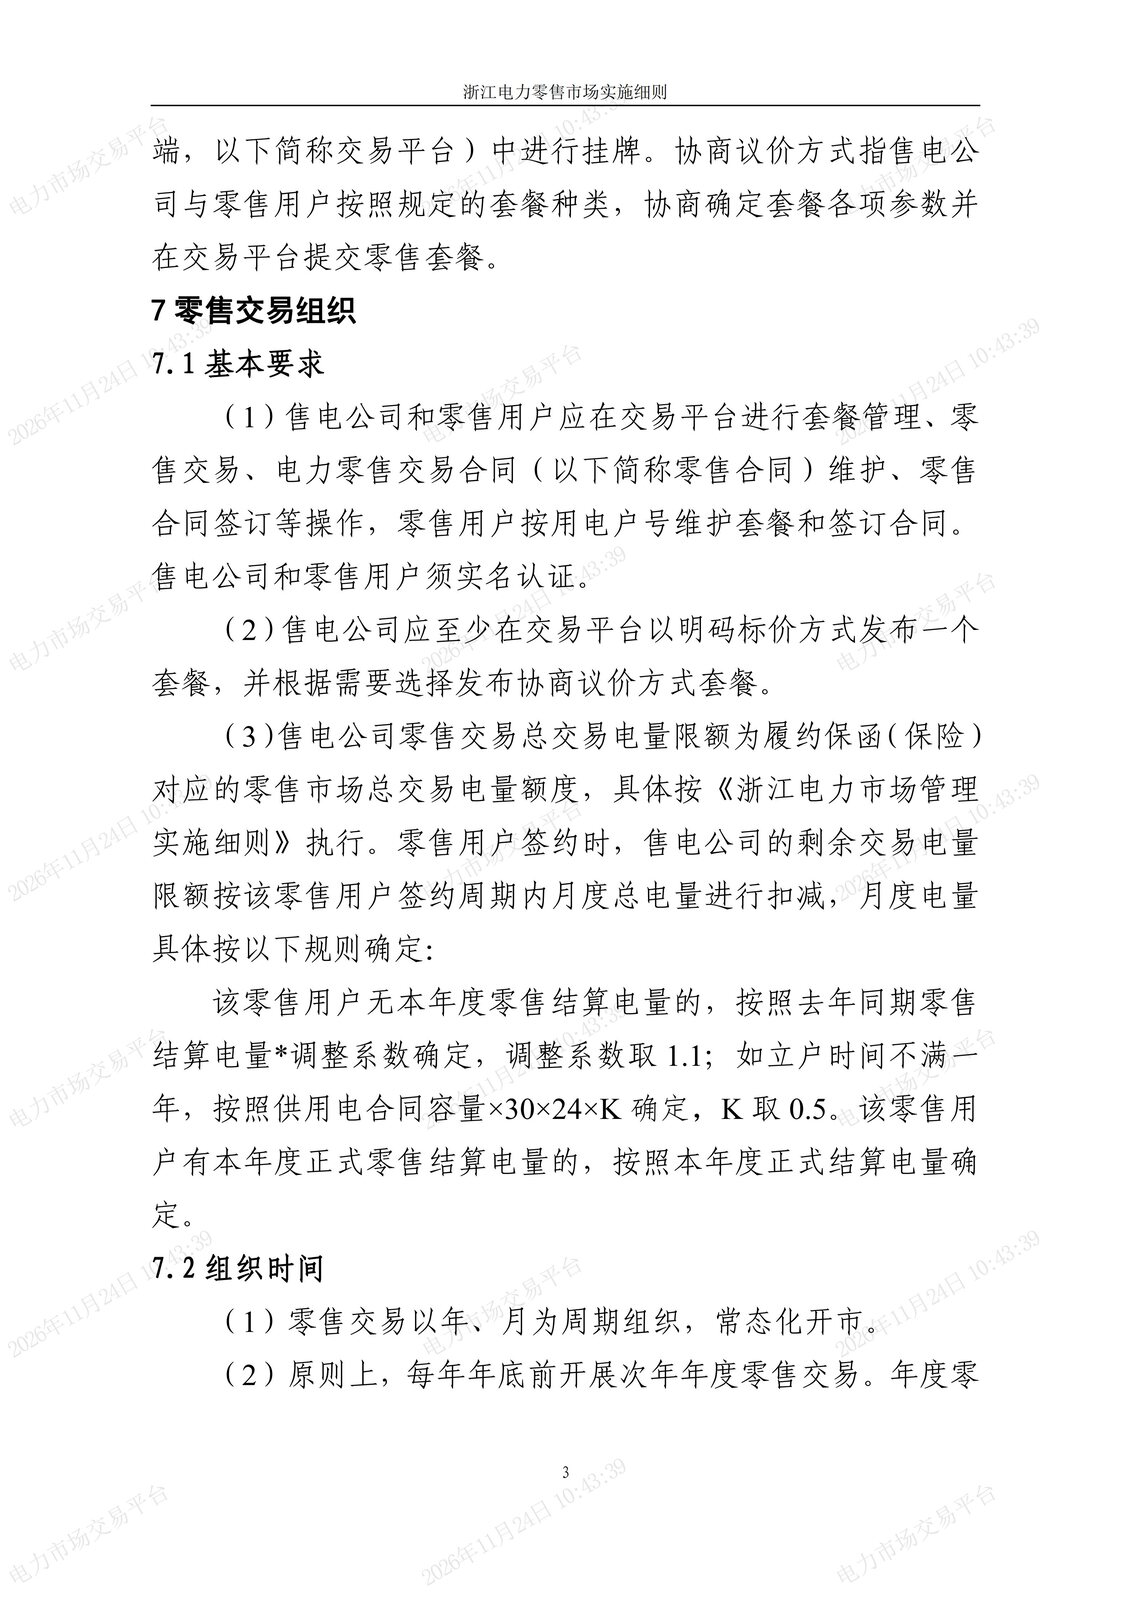 浙江电力零售市场实施细则
端，以下简称交易平台）中进行挂牌。协商议价方式指售电公
司与零售用户按照规定的套餐种类，协商确定套餐各项参数并
在交易平台提交零售套餐。
7 零售交易组织
7.1 基本要求
（1）售电公司和零售用户应在交易平台进行套餐管理、零
售交易、电力零售交易合同（以下简称零售合同）维护、零售
合同签订等操作，零售用户按用电户号维护套餐和签订合同。
售电公司和零售用户须实名认证。
（2）售电公司应至少在交易平台以明码标价方式发布一个
套餐，并根据需要选择发布协商议价方式套餐。
（3）售电公司零售交易总交易电量限额为履约保函（保险）
对应的零售市场总交易电量额度，具体按《浙江电力市场管理
实施细则》执行。零售用户签约时，售电公司的剩余交易电量
限额按该零售用户签约周期内月度总电量进行扣减，月度电量
具体按以下规则确定：
该零售用户无本年度零售结算电量的，按照去年同期零售
结算电量*调整系数确定，调整系数取 1.1；如立户时间不满一
年，按照供用电合同容量×30×24×K 确定，K 取 0.5。该零售用
户有本年度正式零售结算电量的，按照本年度正式结算电量确
定。
7.2 组织时间
（1）零售交易以年、月为周期组织，常态化开市。
（2）原则上，每年年底前开展次年年度零售交易。年度零
3
电力市场交易平台
2026年11月24日 10:43:39